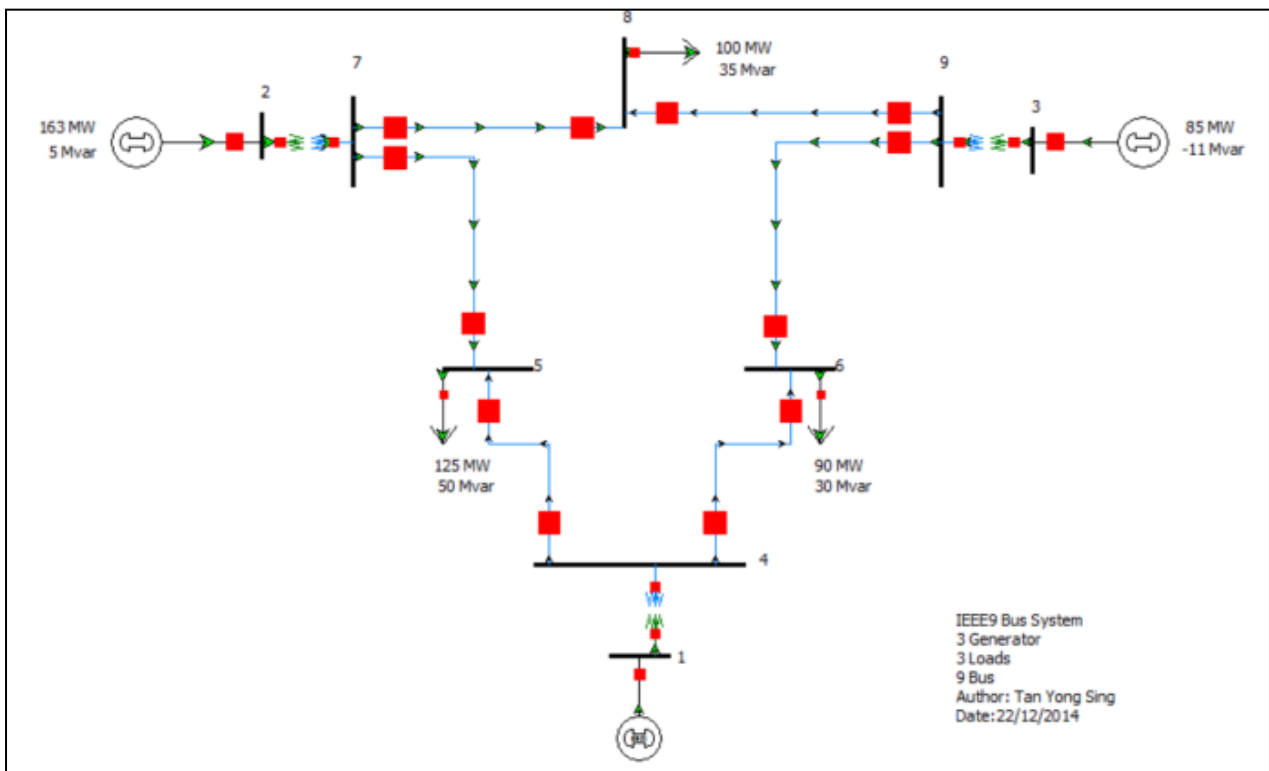 8
100 MW
35 Mvar
7
9
2
3
163 MW
5 Mvar
85 MW
-11 Mvar
5
6
125 MW
50 Mvar
90 MW
30 Mvar
4
1
IEEE9 Bus System
3 Generator
3 Loads
9 Bus
Author: Tan Yong Sing
Date:22/12/2014